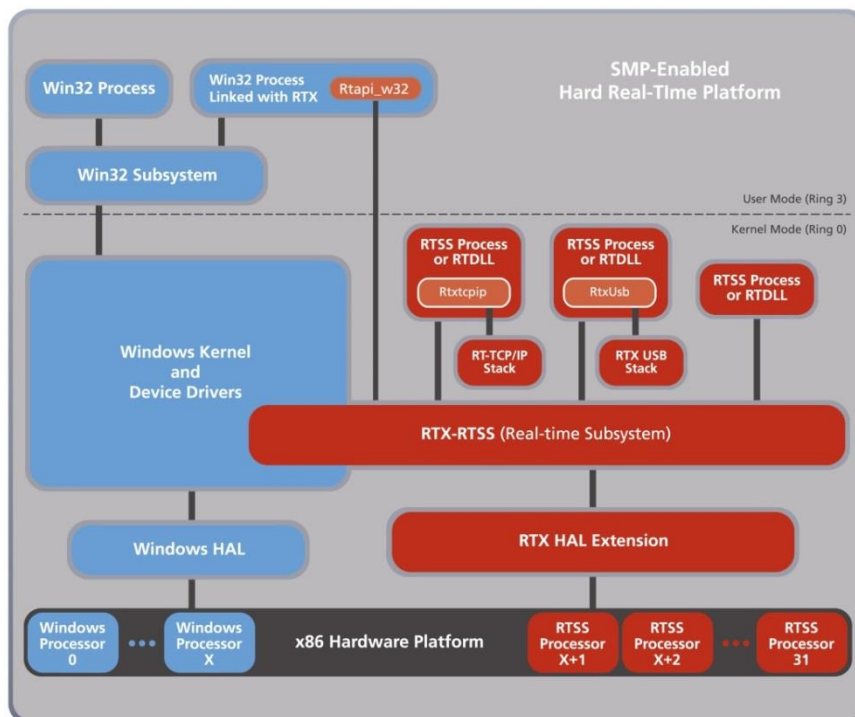 SMP-Enabled
Hard Real-TIme Platform
Win32 Process
Win32 Process
Linked with RTX
Rtapi_w32
Win32 Subsystem
User Mode (Ring 3)
Kernel Mode (Ring 0)
RTSS Process
or RTDLL
Rtxtcpip
RTSS Process
or RTDLL
RtxUsb
RTSS Process
or RTDLL
RT-TCP/IP
Stack
RTX USB
Stack
Windows Kernel
and
Device Drivers
RTX-RTSS (Real-time Subsystem)
Windows HAL
RTX HAL Extension
Windows
Processor
0
Windows
Processor
X
x86 Hardware Platform
RTSS
Processor
X+1
RTSS
Processor
X+2
RTSS
Processor
31